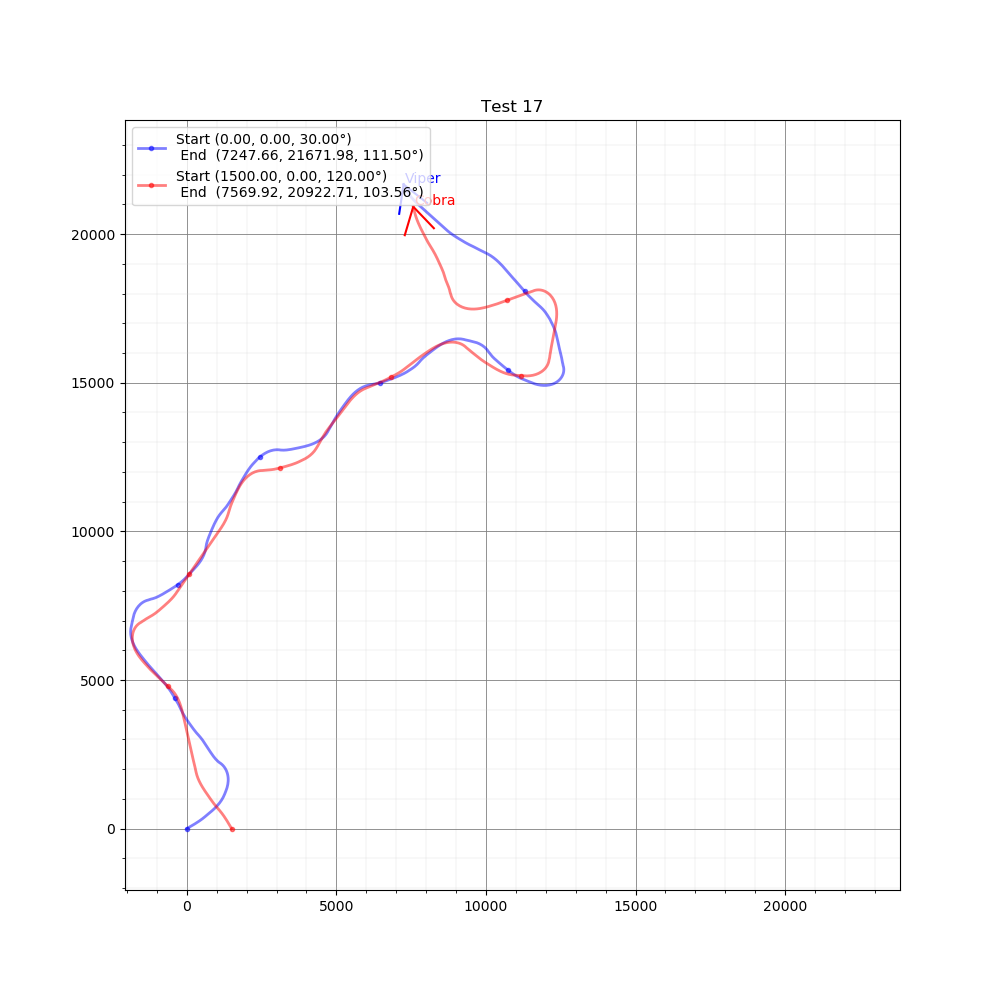 Test 17
Start (0.00, 0.00, 30.00°)
End (7247.66, 21671.98, 111.50°)
Start (1500.00, 0.00, 120.00°)
End (7569.92, 20922.71, 103.56°)
Viper
Cobra
20000
15000
10000
5000
0
0
5000
10000
15000
20000